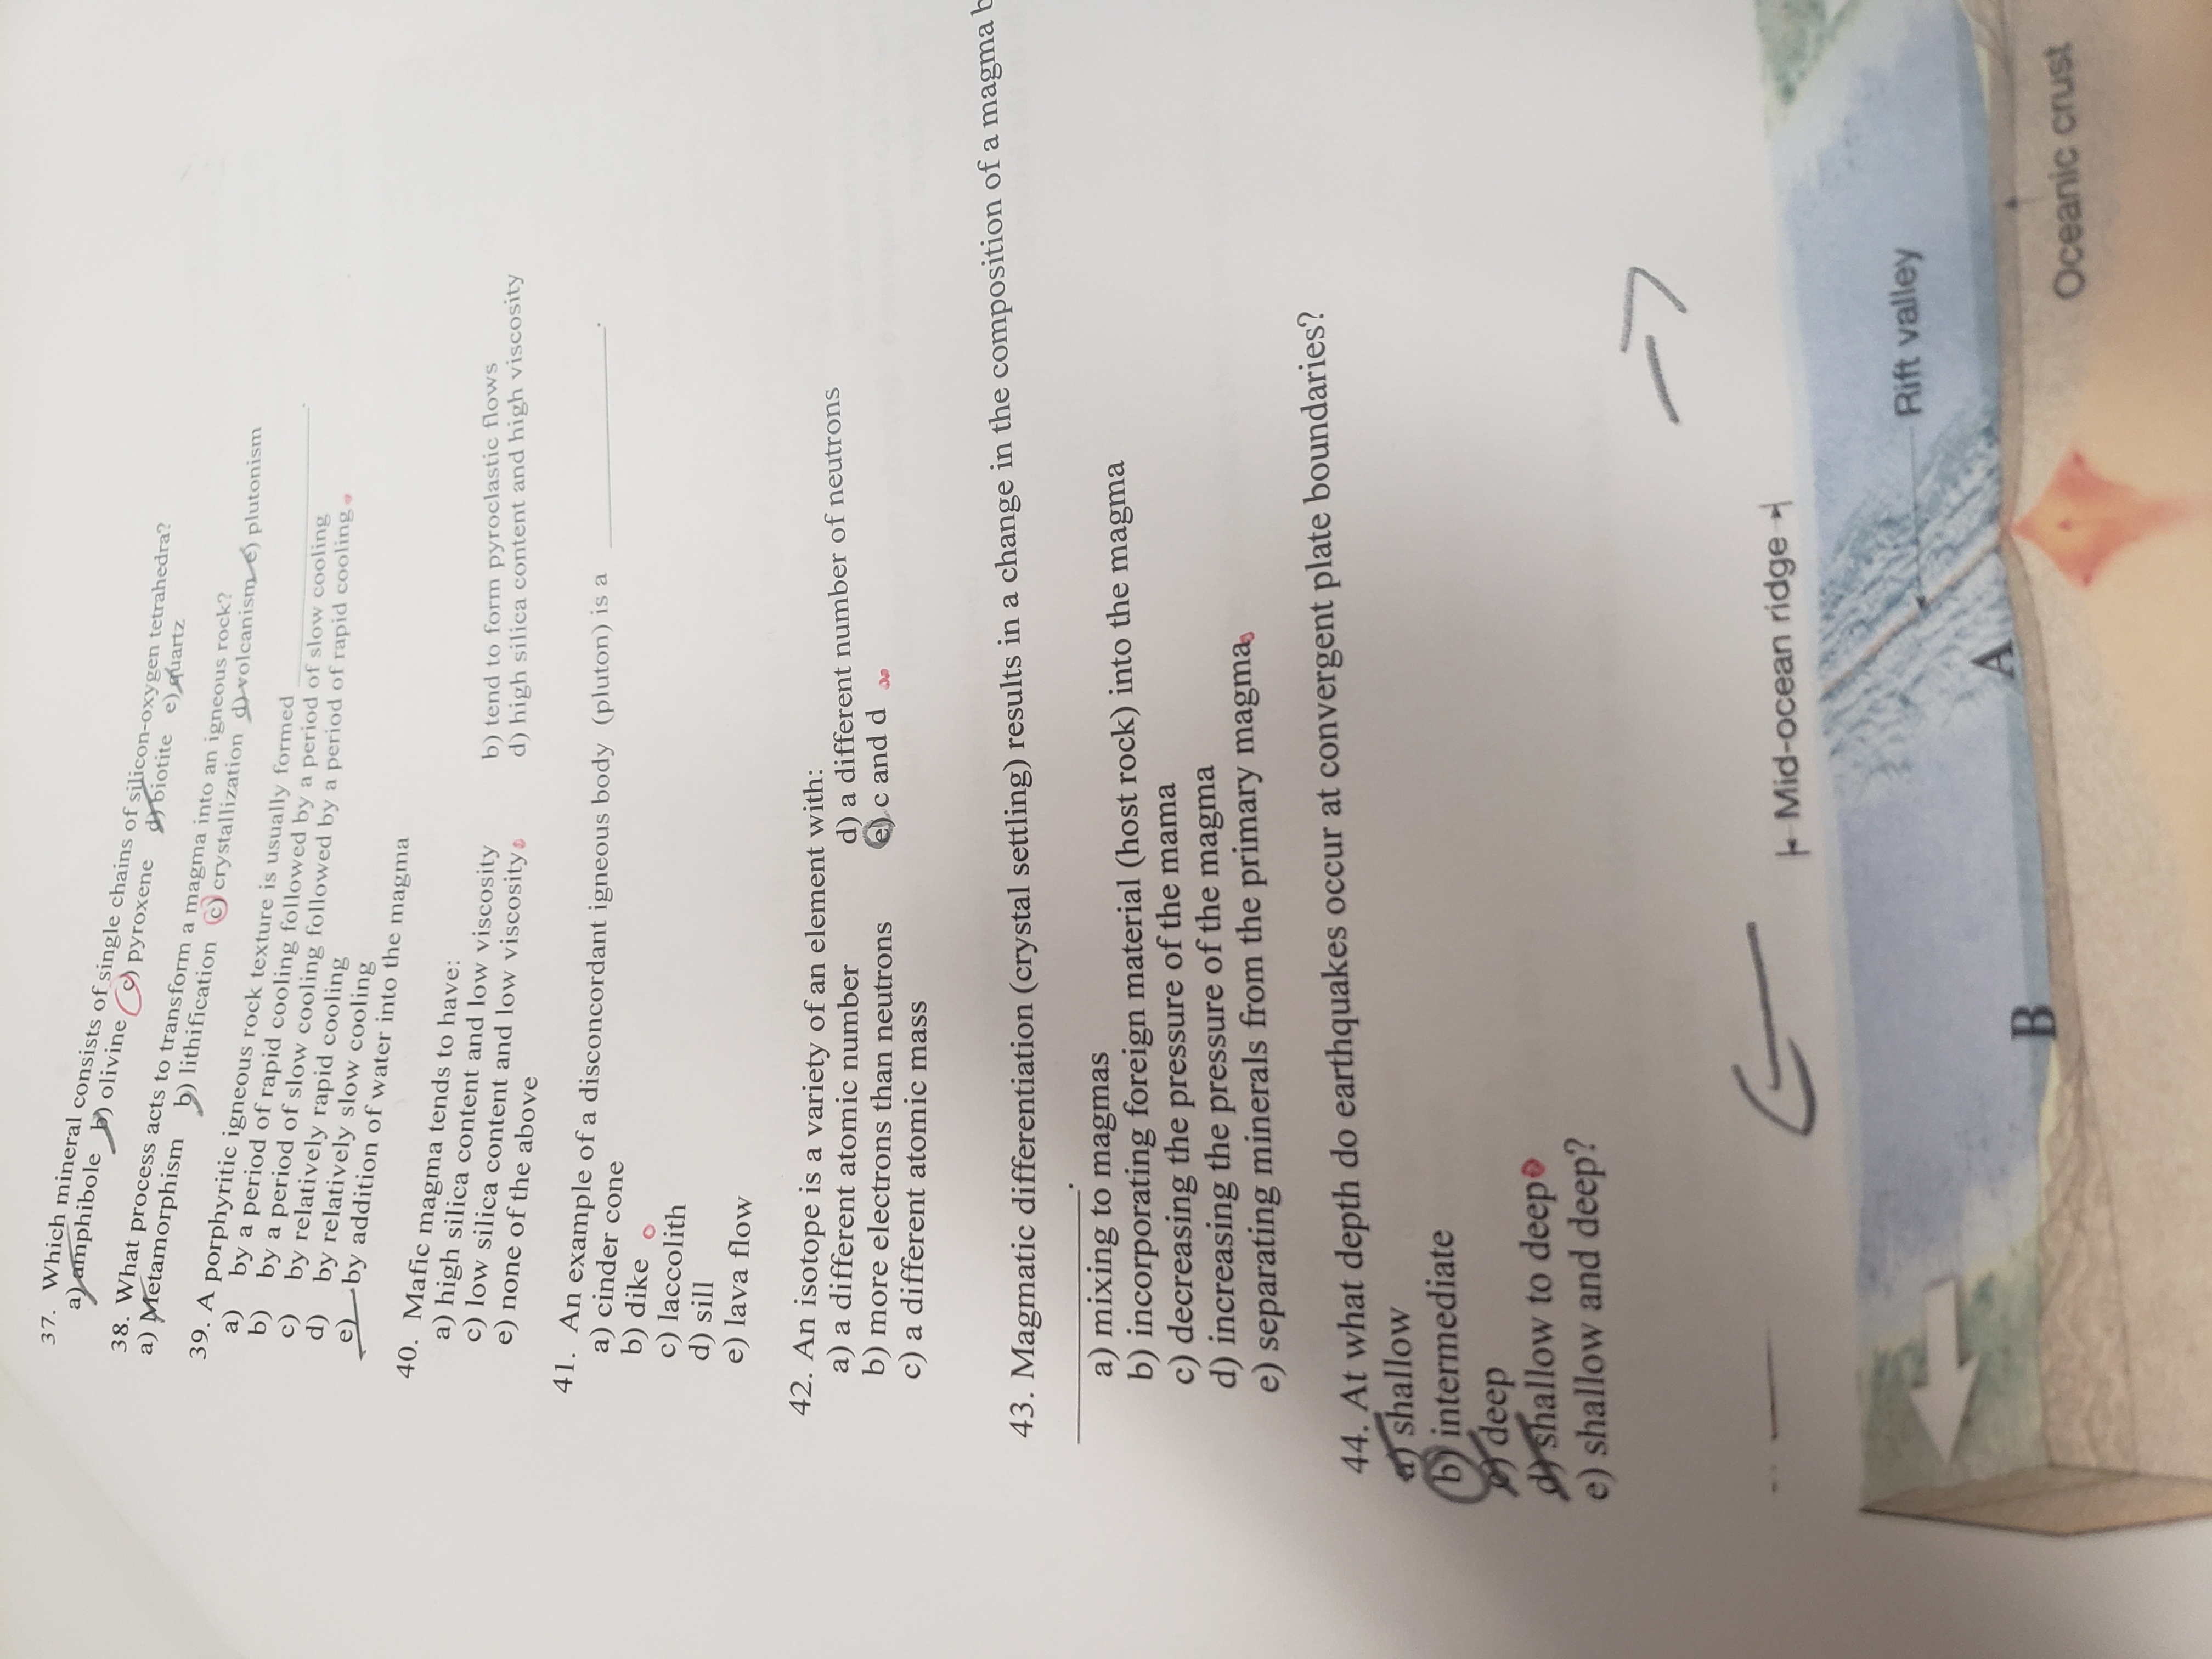 37. Which mineral consists of single chains of silicon-oxygen tetrahedra?
a) amphibole b) olivine c) pyroxene d) biotite e) quartz
38. What process acts to transform a magma into an igneous rock?
a) Metamorphism b) lithification c) crystallization d) volcanism e) plutonism
39. A porphyritic igneous rock texture is usually formed ____________.
a) by a period of rapid cooling followed by a period of slow cooling
b) by a period of slow cooling followed by a period of rapid cooling
c) by relatively rapid cooling
d) by relatively slow cooling
e) by addition of water into the magma
40. Mafic magma tends to have:
a) high silica content and low viscosity b) tend to form pyroclastic flows
c) low silica content and low viscosity d) high silica content and high viscosity
e) none of the above
41. An example of a disconcordant igneous body (pluton) is a ____________.
a) cinder cone
b) dike
c) laccolith
d) sill
e) lava flow
42. An isotope is a variety of an element with:
a) a different atomic number d) a different number of neutrons
b) more electrons than neutrons e) c and d
c) a different atomic mass
43. Magmatic differentiation (crystal settling) results in a change in the composition of a magma b
____________.
a) mixing to magmas
b) incorporating foreign material (host rock) into the magma
c) decreasing the pressure of the mama
d) increasing the pressure of the magma
e) separating minerals from the primary magma
44. At what depth do earthquakes occur at convergent plate boundaries?
a) shallow
b) intermediate
c) deep
d) shallow to deep
e) shallow and deep?
Mid-ocean ridge
Rift valley
A
B
Oceanic crust